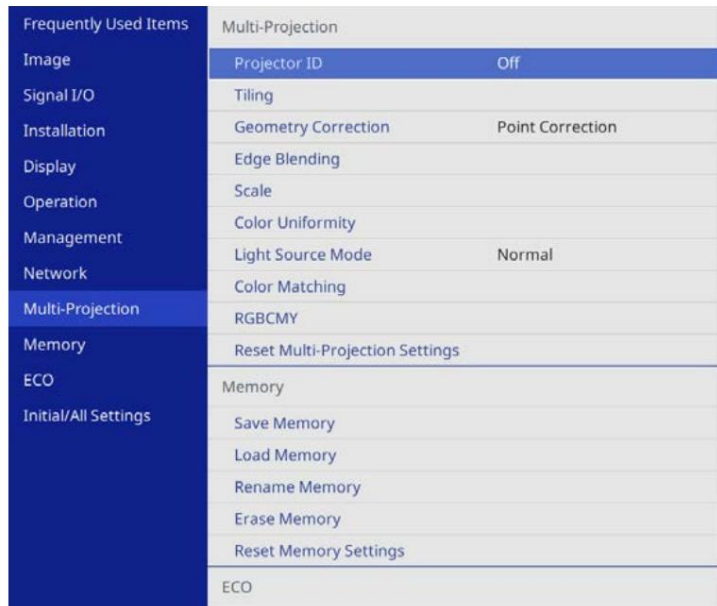 Frequently Used Items
Image
Signal I/O
Installation
Display
Operation
Management
Network
Multi-Projection
Memory
ECO
Initial/All Settings
Multi-Projection
Projector ID Off
Tiling
Geometry Correction Point Correction
Edge Blending
Scale
Color Uniformity
Light Source Mode Normal
Color Matching
RGBCMY
Reset Multi-Projection Settings
Memory
Save Memory
Load Memory
Rename Memory
Erase Memory
Reset Memory Settings
ECO